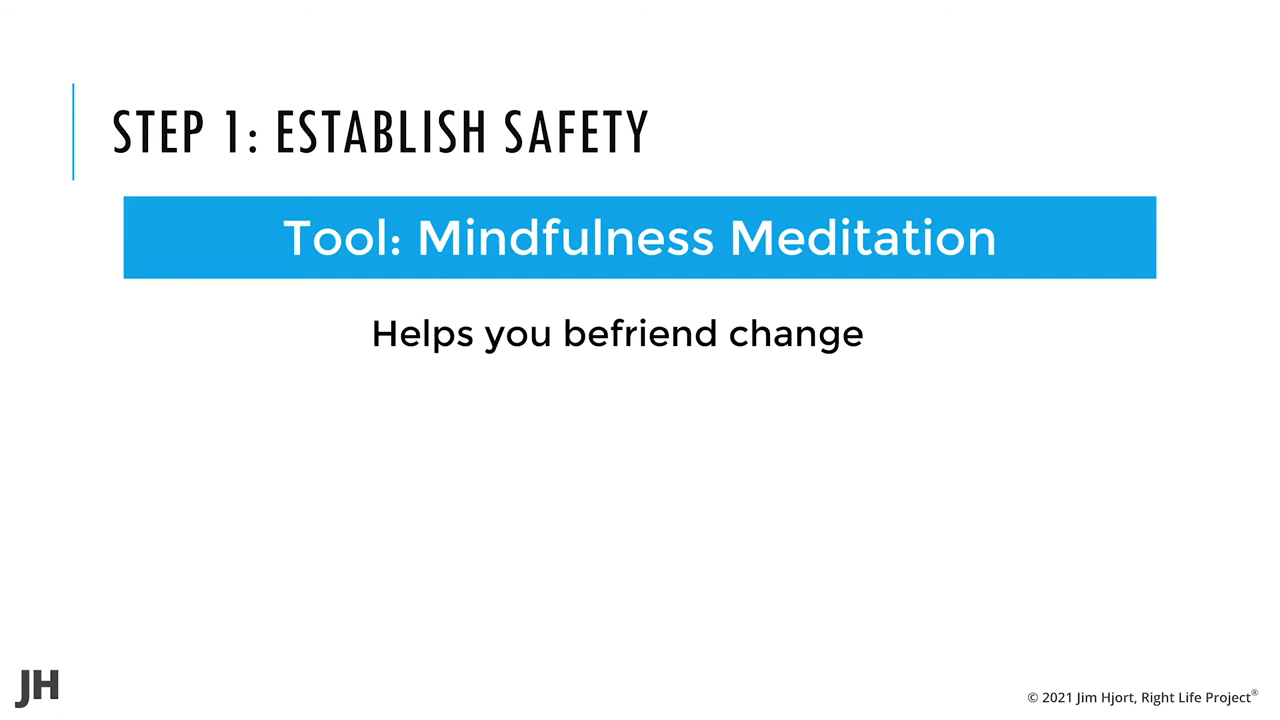 STEP 1: ESTABLISH SAFETY
Tool: Mindfulness Meditation
Helps you befriend change
JH
© 2021 Jim Hjort, Right Life Project®